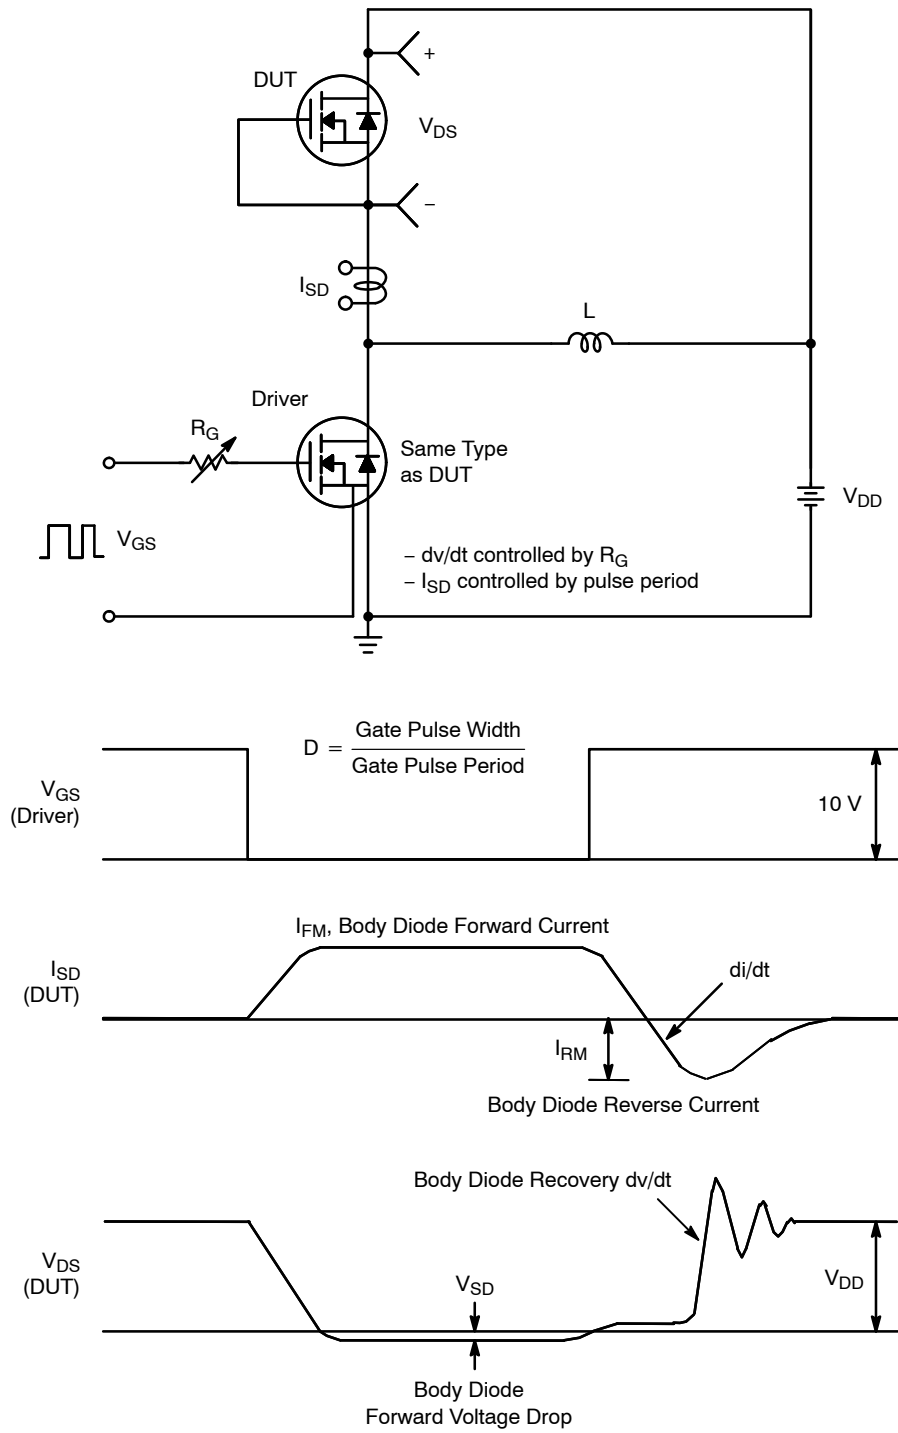 +
DUT
V_DS
−
I_SD
L
Driver
R_G
Same Type
as DUT
V_DD
V_GS
− dv/dt controlled by R_G
− I_SD controlled by pulse period
D = Gate Pulse Width
Gate Pulse Period
V_GS
(Driver)
10 V
I_FM, Body Diode Forward Current
I_SD
(DUT)
di/dt
I_RM
Body Diode Reverse Current
Body Diode Recovery dv/dt
V_DS
(DUT)
V_SD
V_DD
Body Diode
Forward Voltage Drop